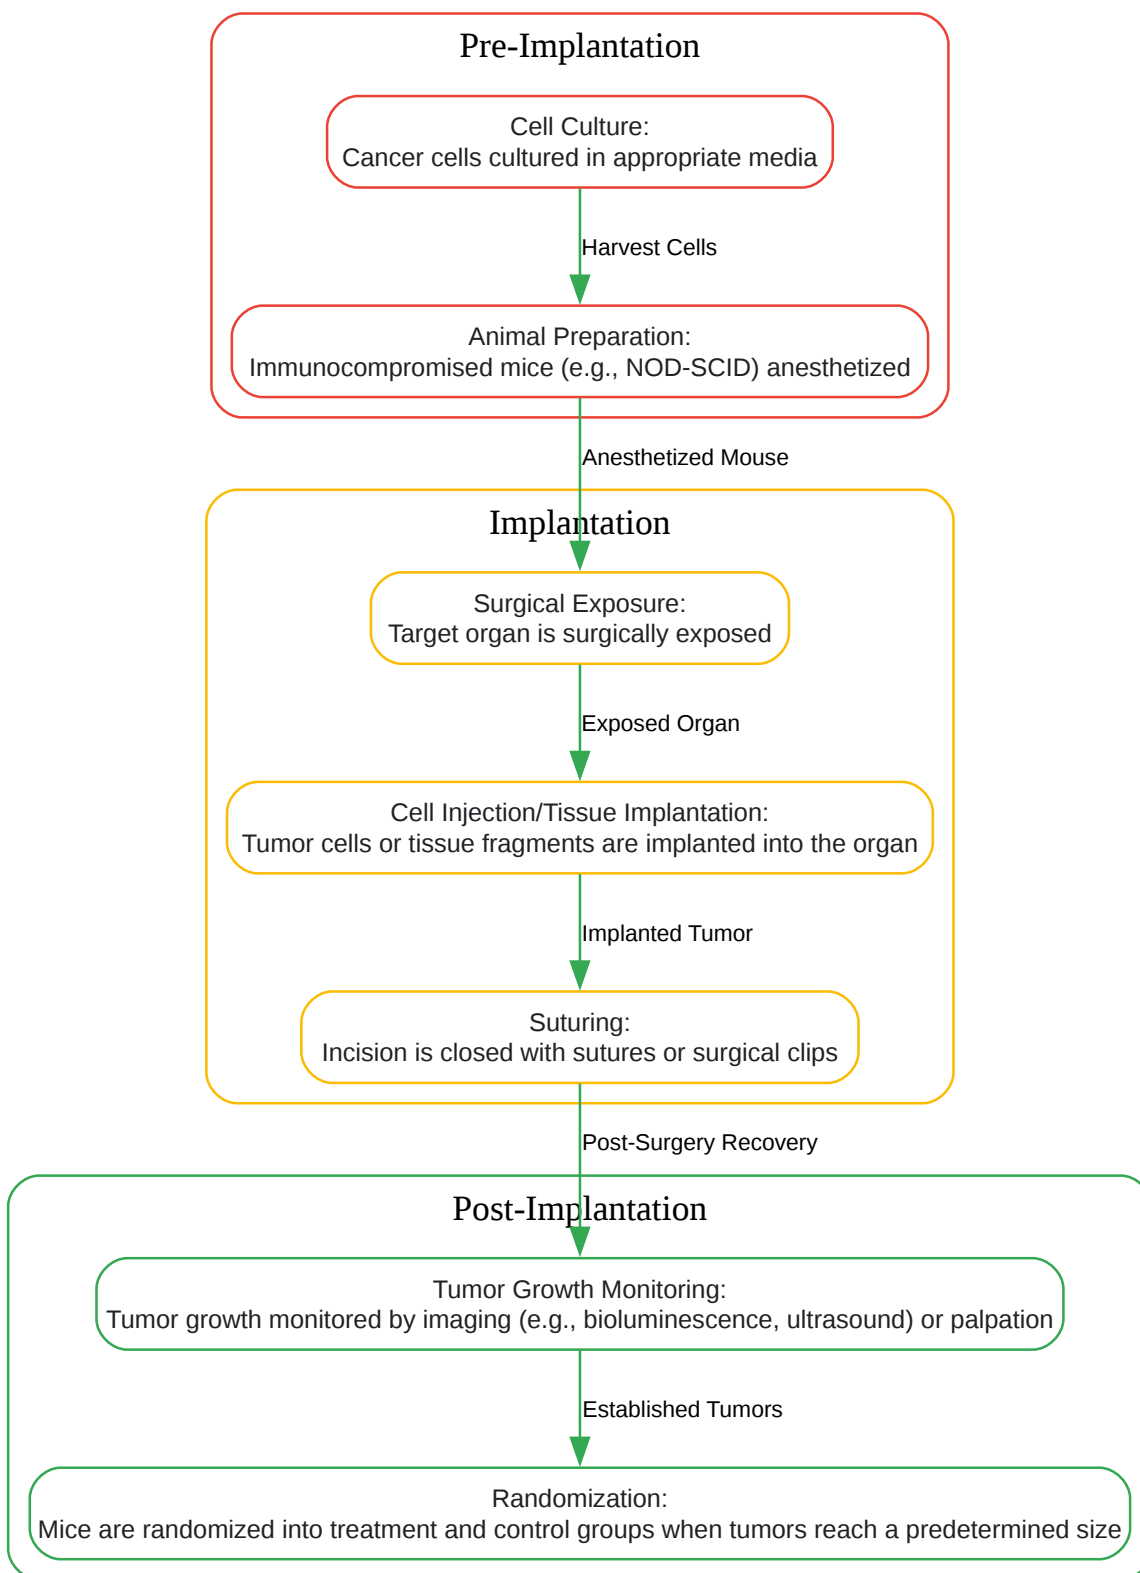 Pre-Implantation
Cell Culture:
Cancer cells cultured in appropriate media
Harvest Cells
Animal Preparation:
Immunocompromised mice (e.g., NOD-SCID) anesthetized
Anesthetized Mouse
Implantation
Surgical Exposure:
Target organ is surgically exposed
Exposed Organ
Cell Injection/Tissue Implantation:
Tumor cells or tissue fragments are implanted into the organ
Implanted Tumor
Suturing:
Incision is closed with sutures or surgical clips
Post-Surgery Recovery
Post-Implantation
Tumor Growth Monitoring:
Tumor growth monitored by imaging (e.g., bioluminescence, ultrasound) or palpation
Established Tumors
Randomization:
Mice are randomized into treatment and control groups when tumors reach a predetermined size